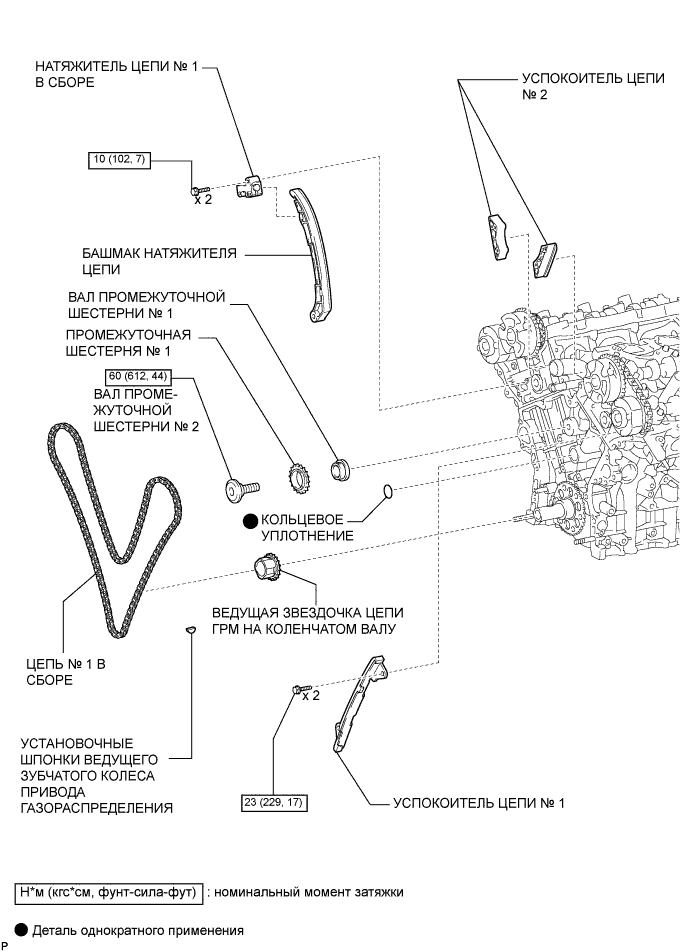 НАТЯЖИТЕЛЬ ЦЕПИ № 1
В СБОРЕ
УСПОКОИТЕЛЬ ЦЕПИ
№ 2
10 (102, 7)
x 2
БАШМАК НАТЯЖИТЕЛЯ
ЦЕПИ
ВАЛ ПРОМЕЖУТОЧНОЙ
ШЕСТЕРНИ № 1
ПРОМЕЖУТОЧНАЯ
ШЕСТЕРНЯ № 1
60 (612, 44)
ВАЛ ПРОМЕ-
ЖУТОЧНОЙ
ШЕСТЕРНИ № 2
КОЛЬЦЕВОЕ
УПЛОТНЕНИЕ
ВЕДУЩАЯ ЗВЕЗДОЧКА ЦЕПИ
ГРМ НА КОЛЕНЧАТОМ ВАЛУ
ЦЕПЬ № 1 В
СБОРЕ
x 2
УСТАНОВОЧНЫЕ
ШПОНКИ ВЕДУЩЕГО
ЗУБЧАТОГО КОЛЕСА
ПРИВОДА
ГАЗОРАСПРЕДЕЛЕНИЯ
23 (229, 17)
УСПОКОИТЕЛЬ ЦЕПИ № 1
Н*м (кгс*см, фунт-сила-фут) : номинальный момент затяжки
Деталь однократного применения
P